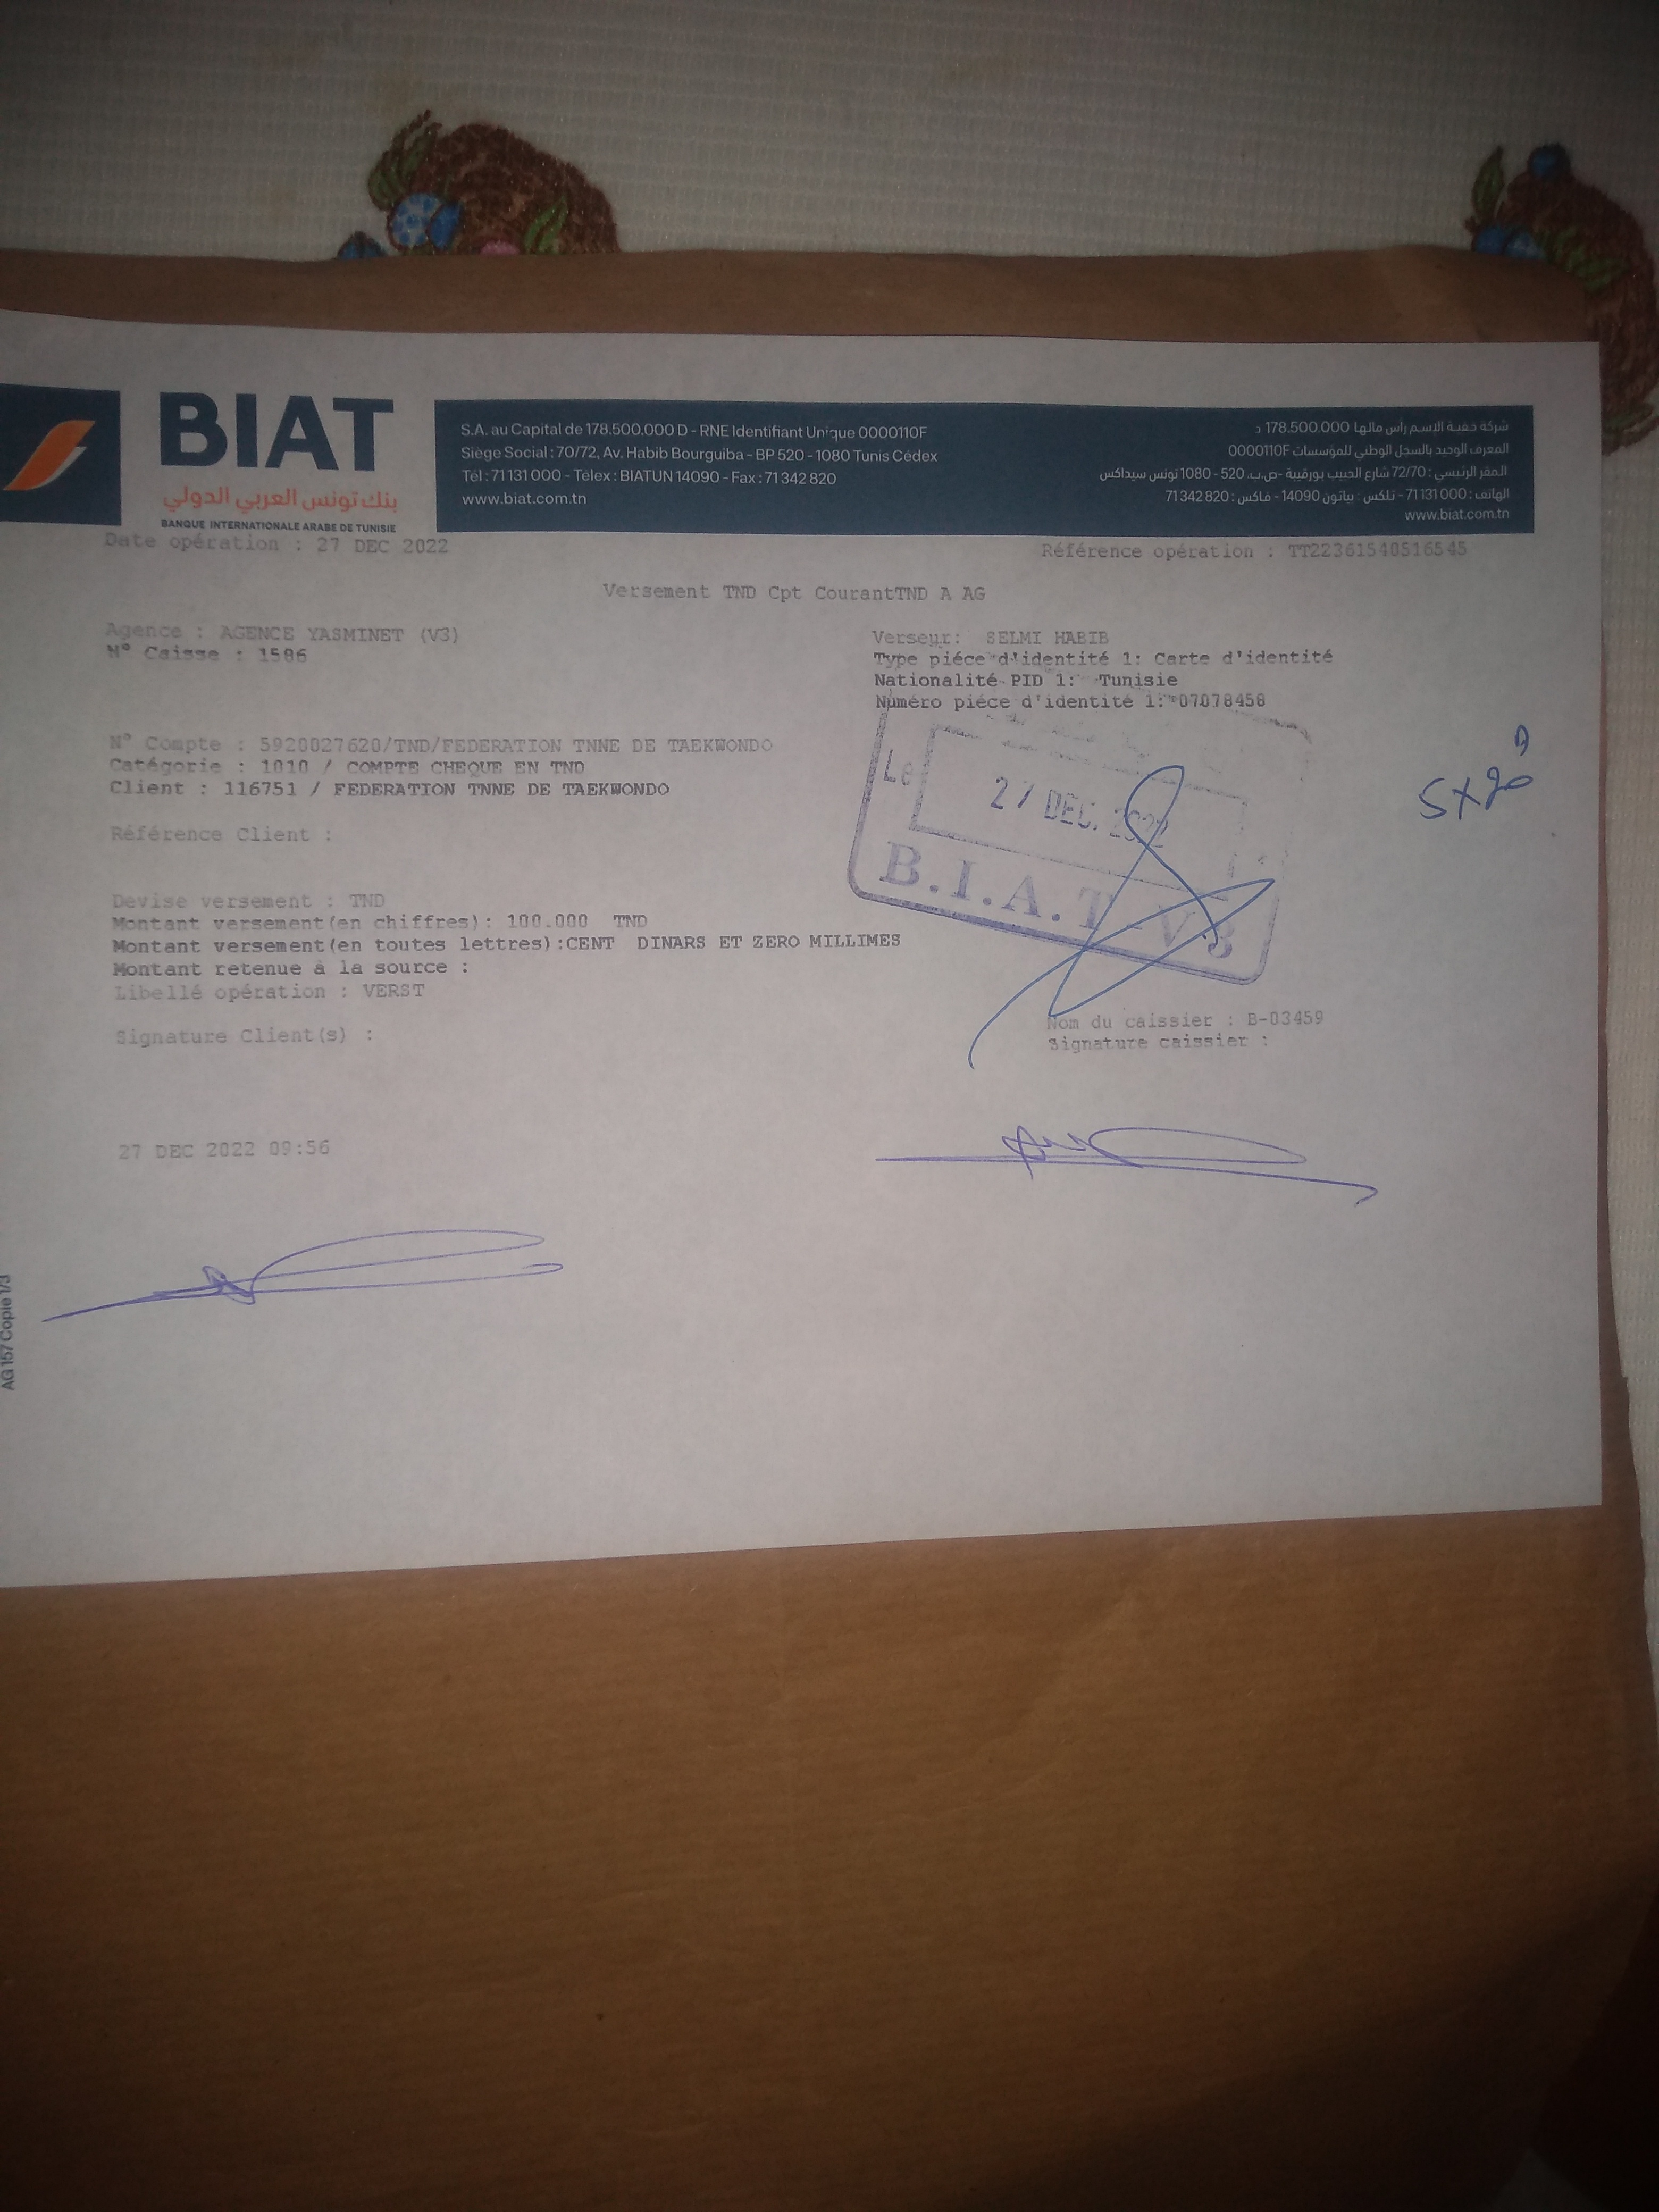 BIAT
بنك تونس العربي الدولي
BANQUE INTERNATIONALE ARABE DE TUNISIE
S.A. au Capital de 178.500.000 D - RNE Identifiant Unique 0000110F
Siège Social : 70/72, Av. Habib Bourguiba - BP 520 - 1080 Tunis Cédex
Tél : 71 131 000 - Télex : BIATUN 14090 - Fax : 71 342 820
www.biat.com.tn
شركة خفية الإسم رأس مالها 178.500.000 د
المعرف الوحيد بالسجل الوطني للمؤسسات 0000110F
المقر الرئيسي : 72/70 شارع الحبيب بورقيبة -ص.ب. 520 - 1080 تونس سيداكس
الهاتف : 71 131 000 - تلكس : بياتون 14090 - فاكس : 71 342 820
www.biat.com.tn
Date opération : 27 DEC 2022
Référence opération : TT22361540516545
Versement TND Cpt CourantTND A AG
Agence : AGENCE YASMINET (V3)
N° Caisse : 1586
Verseur: SELMI HABIB
Type piéce d'identité 1: Carte d'identité
Nationalité PID 1: Tunisie
Numéro piéce d'identité 1: 07078458
N° Compte : 5920027620/TND/FEDERATION TNNE DE TAEKWONDO
Catégorie : 1010 / COMPTE CHEQUE EN TND
Client : 116751 / FEDERATION TNNE DE TAEKWONDO
Référence Client :
Le
27 DEC. 2022
B.I.A.T - V3
5x20
D
Devise versement : TND
Montant versement(en chiffres): 100.000 TND
Montant versement(en toutes lettres):CENT DINARS ET ZERO MILLIMES
Montant retenue à la source :
Libellé opération : VERST
Signature Client(s) :
Nom du caissier : B-03459
Signature caissier :
27 DEC 2022 09:56
AG 157 Copie 1/3